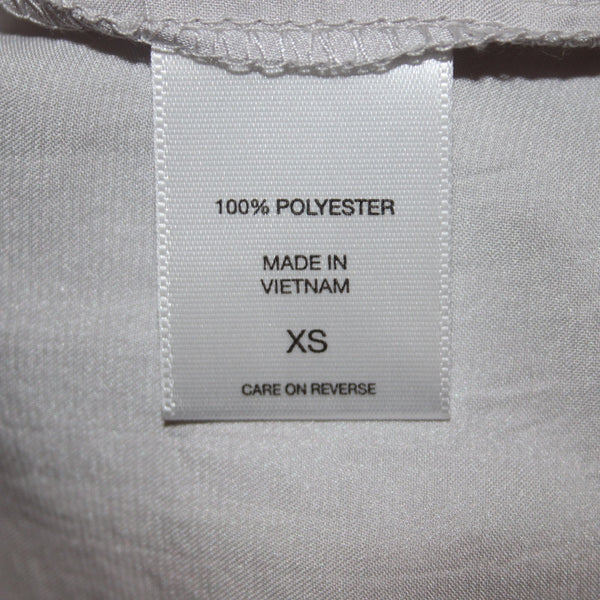 100% POLYESTER
MADE IN
VIETNAM
XS
CARE ON REVERSE